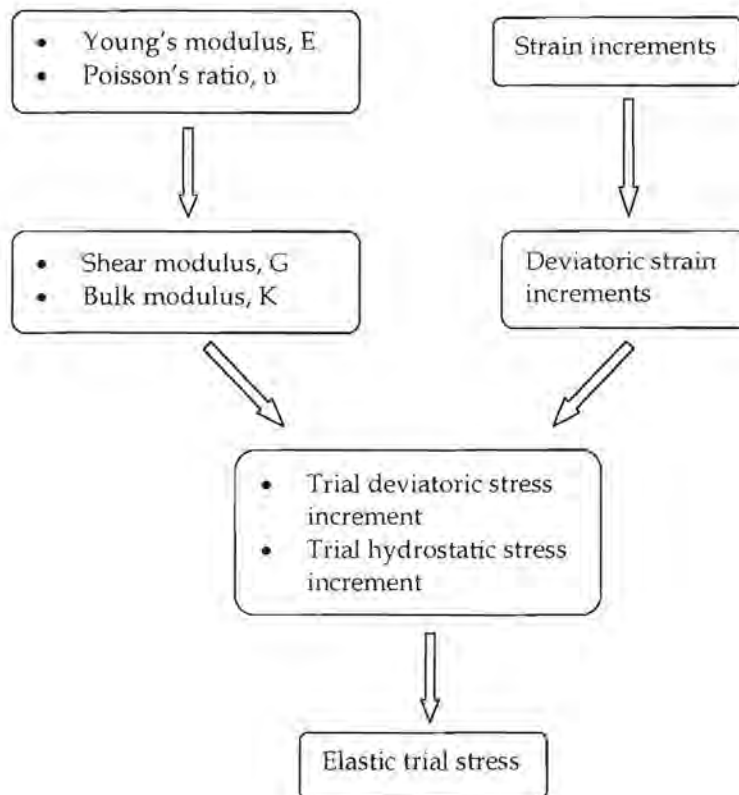 • Young's modulus, E
• Poisson's ratio, υ
Strain increments
• Shear modulus, G
• Bulk modulus, K
Deviatoric strain
increments
• Trial deviatoric stress
increment
• Trial hydrostatic stress
increment
Elastic trial stress